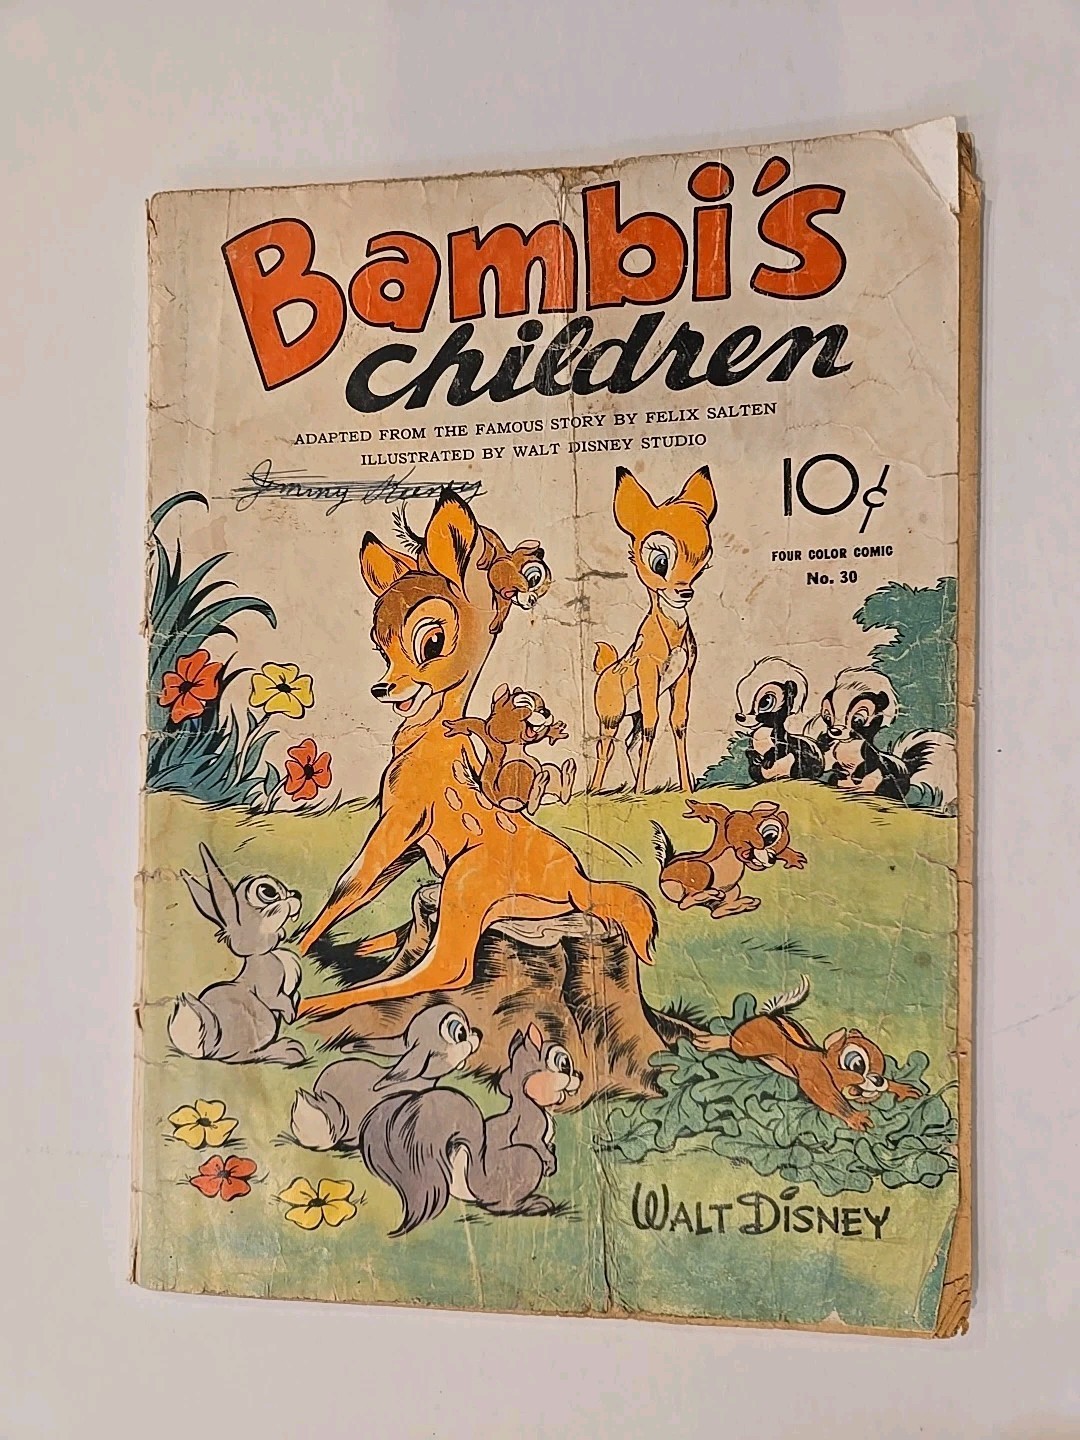 Bambi's
children
ADAPTED FROM THE FAMOUS STORY BY FELIX SALTEN
ILLUSTRATED BY WALT DISNEY STUDIO
Jimmy
10¢
FOUR COLOR COMIC
No. 30
WALT DISNEY